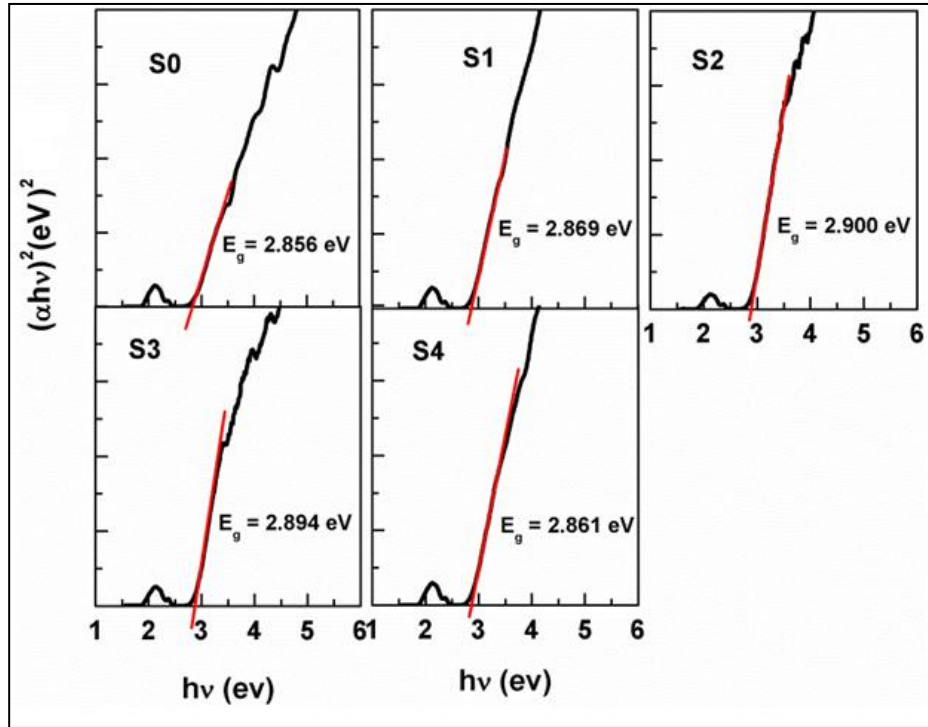 S0
S1
S2
E_g = 2.856 eV
E_g = 2.869 eV
E_g = 2.900 eV
(αhν)²(eV)²
1 2 3 4 5 6
S3
S4
E_g = 2.894 eV
E_g = 2.861 eV
1 2 3 4 5 6 1 2 3 4 5 6
hν (ev)
hν (ev)